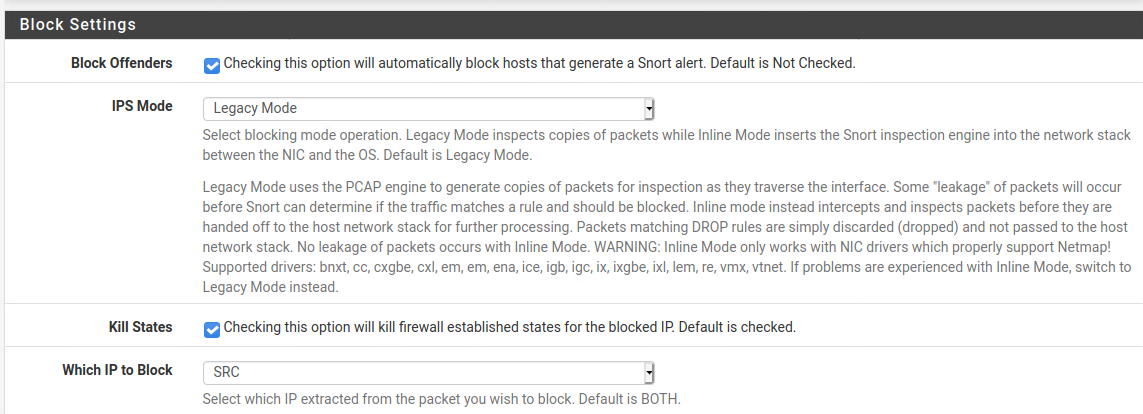 Block Settings
Block Offenders
Checking this option will automatically block hosts that generate a Snort alert. Default is Not Checked.
IPS Mode
Legacy Mode
Select blocking mode operation. Legacy Mode inspects copies of packets while Inline Mode inserts the Snort inspection engine into the network stack
between the NIC and the OS. Default is Legacy Mode.
Legacy Mode uses the PCAP engine to generate copies of packets for inspection as they traverse the interface. Some "leakage" of packets will occur
before Snort can determine if the traffic matches a rule and should be blocked. Inline mode instead intercepts and inspects packets before they are
handed off to the host network stack for further processing. Packets matching DROP rules are simply discarded (dropped) and not passed to the host
network stack. No leakage of packets occurs with Inline Mode. WARNING: Inline Mode only works with NIC drivers which properly support Netmap!
Supported drivers: bnxt, cc, cxgbe, cxl, em, em, ena, ice, igb, igc, ix, ixgbe, ixl, lem, re, vmx, vtnet. If problems are experienced with Inline Mode, switch to
Legacy Mode instead.
Kill States
Checking this option will kill firewall established states for the blocked IP. Default is checked.
Which IP to Block
SRC
Select which IP extracted from the packet you wish to block. Default is BOTH.